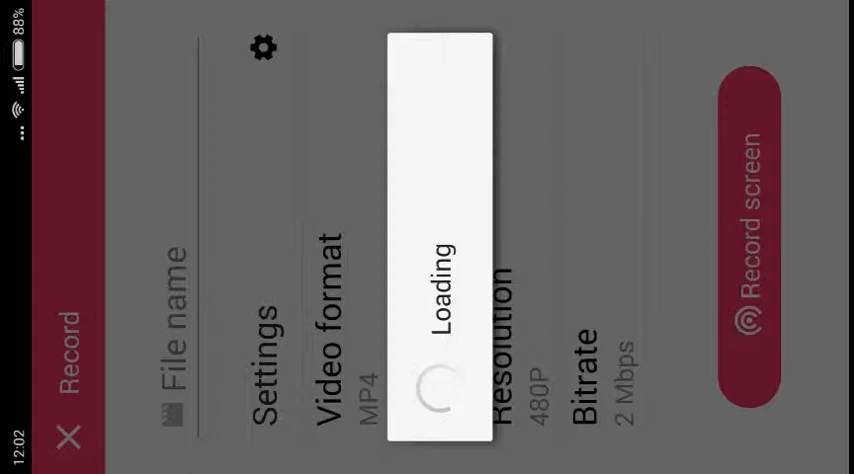 12:02
88%
Record
File name
Settings
Video format
MP4
Loading
Resolution
480P
Bitrate
2 Mbps
Record screen